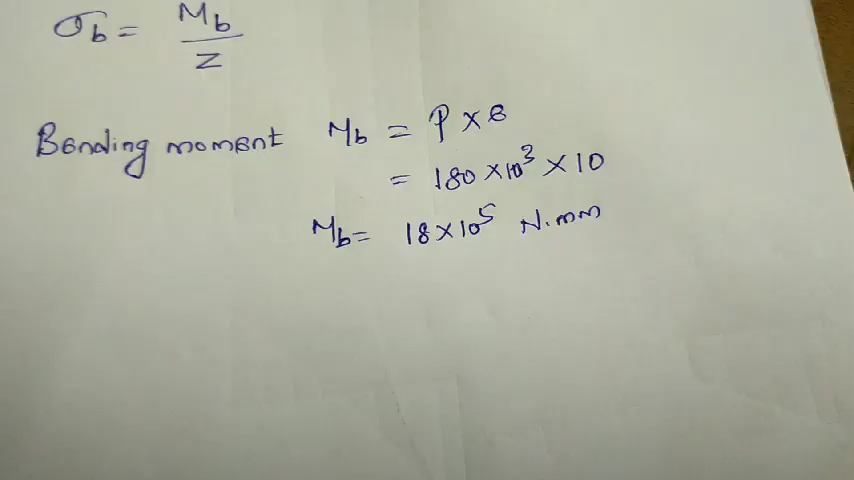 σb = Mb / Z
Bending moment Mb = P × e
= 180 × 10³ × 10
Mb = 18 × 10⁵ N.mm